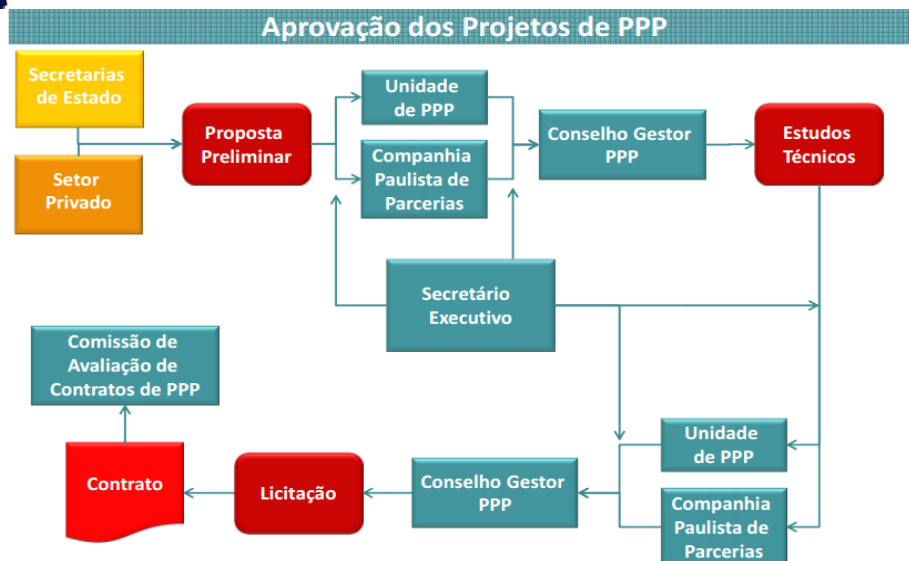 Aprovação dos Projetos de PPP
Secretarias
de Estado
Setor
Privado
Proposta
Preliminar
Unidade
de PPP
Companhia
Paulista de
Parcerias
Conselho Gestor
PPP
Estudos
Técnicos
Secretário
Executivo
Comissão de
Avaliação de
Contratos de PPP
Contrato
Licitação
Conselho Gestor
PPP
Unidade
de PPP
Companhia
Paulista de
Parcerias